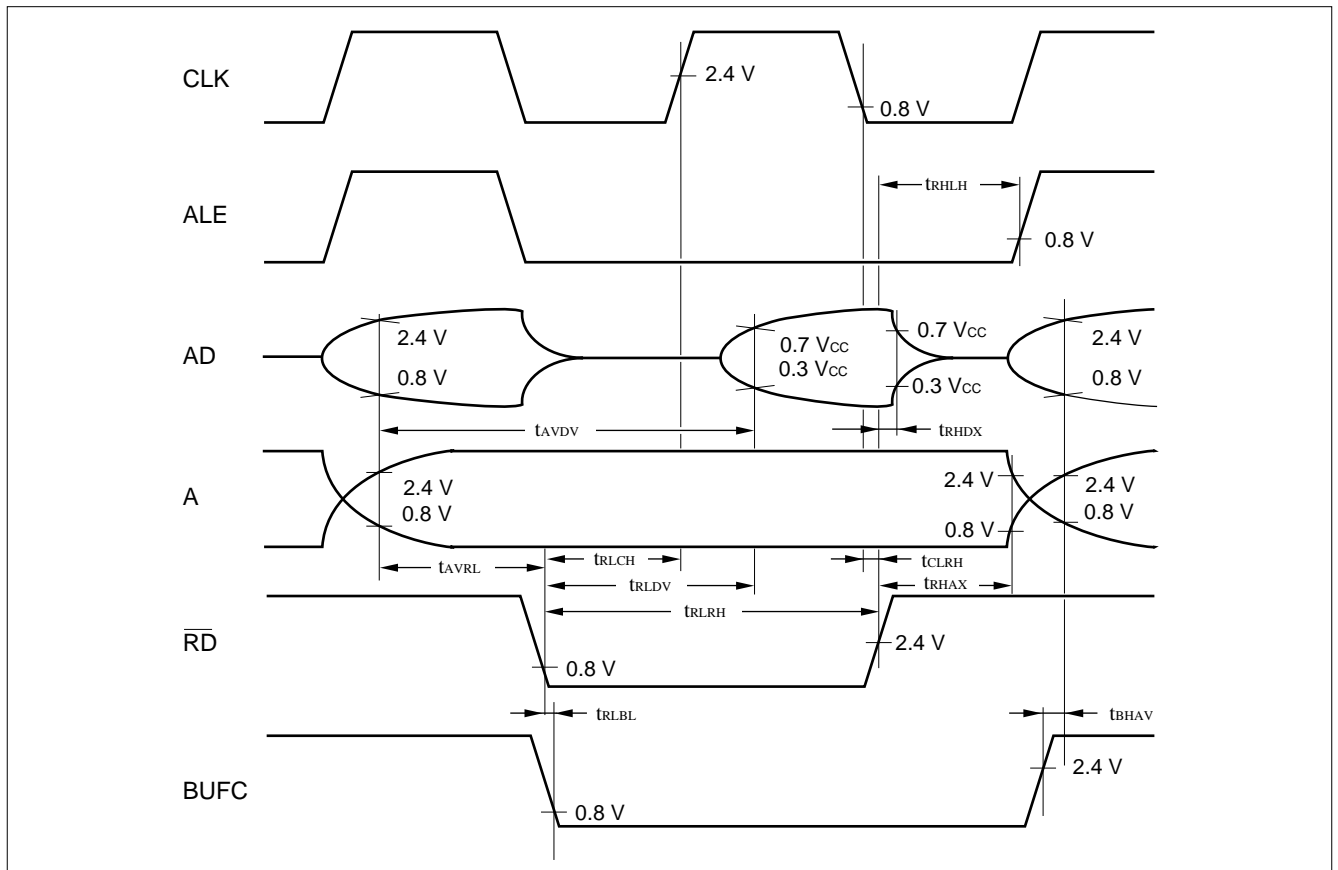 CLK
2.4 V
0.8 V
ALE
tRHLH
0.8 V
AD
2.4 V
0.8 V
0.7 VCC
0.3 VCC
0.7 VCC
0.3 VCC
2.4 V
0.8 V
tAVDV
tRHDX
A
2.4 V
0.8 V
2.4 V
0.8 V
2.4 V
0.8 V
tAVRL
tRLCH
tCLRH
tRLDV
tRHAX
tRLRH
RD
0.8 V
2.4 V
tRLBL
tBHAV
BUFC
0.8 V
2.4 V